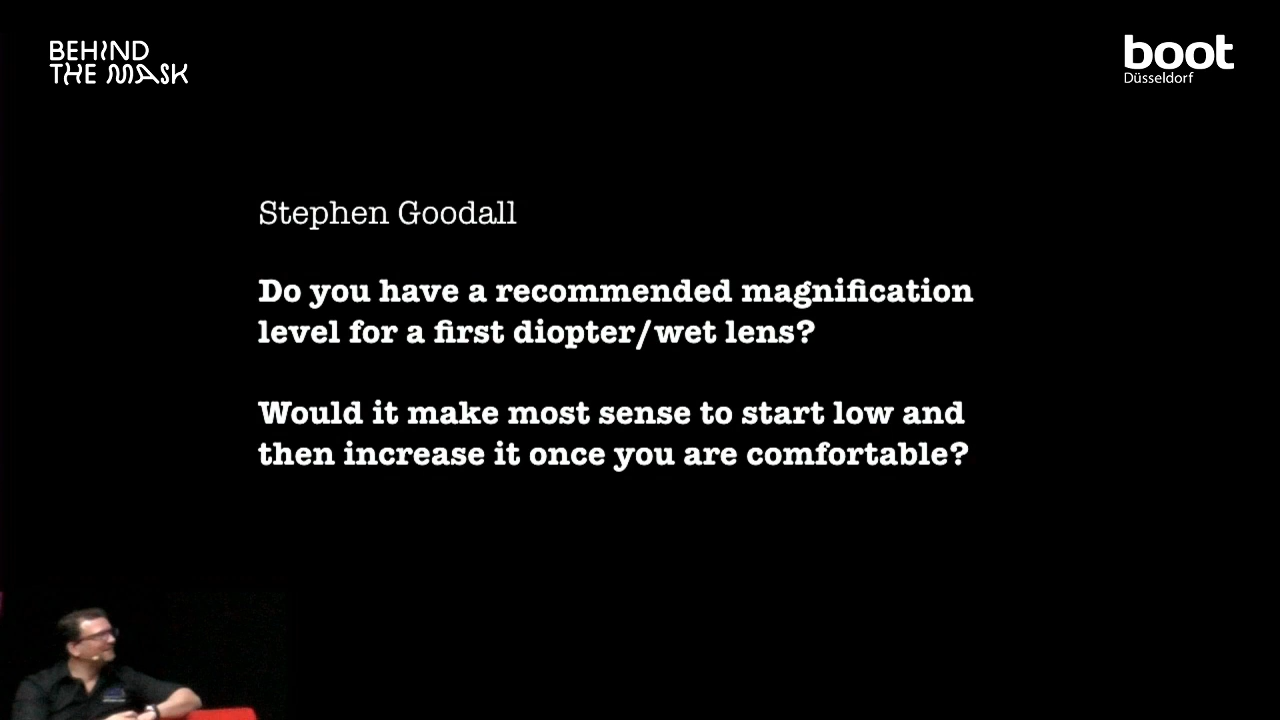 BEHIND
THE MASK
boot
Düsseldorf
Stephen Goodall
Do you have a recommended magnification
level for a first diopter/wet lens?
Would it make most sense to start low and
then increase it once you are comfortable?